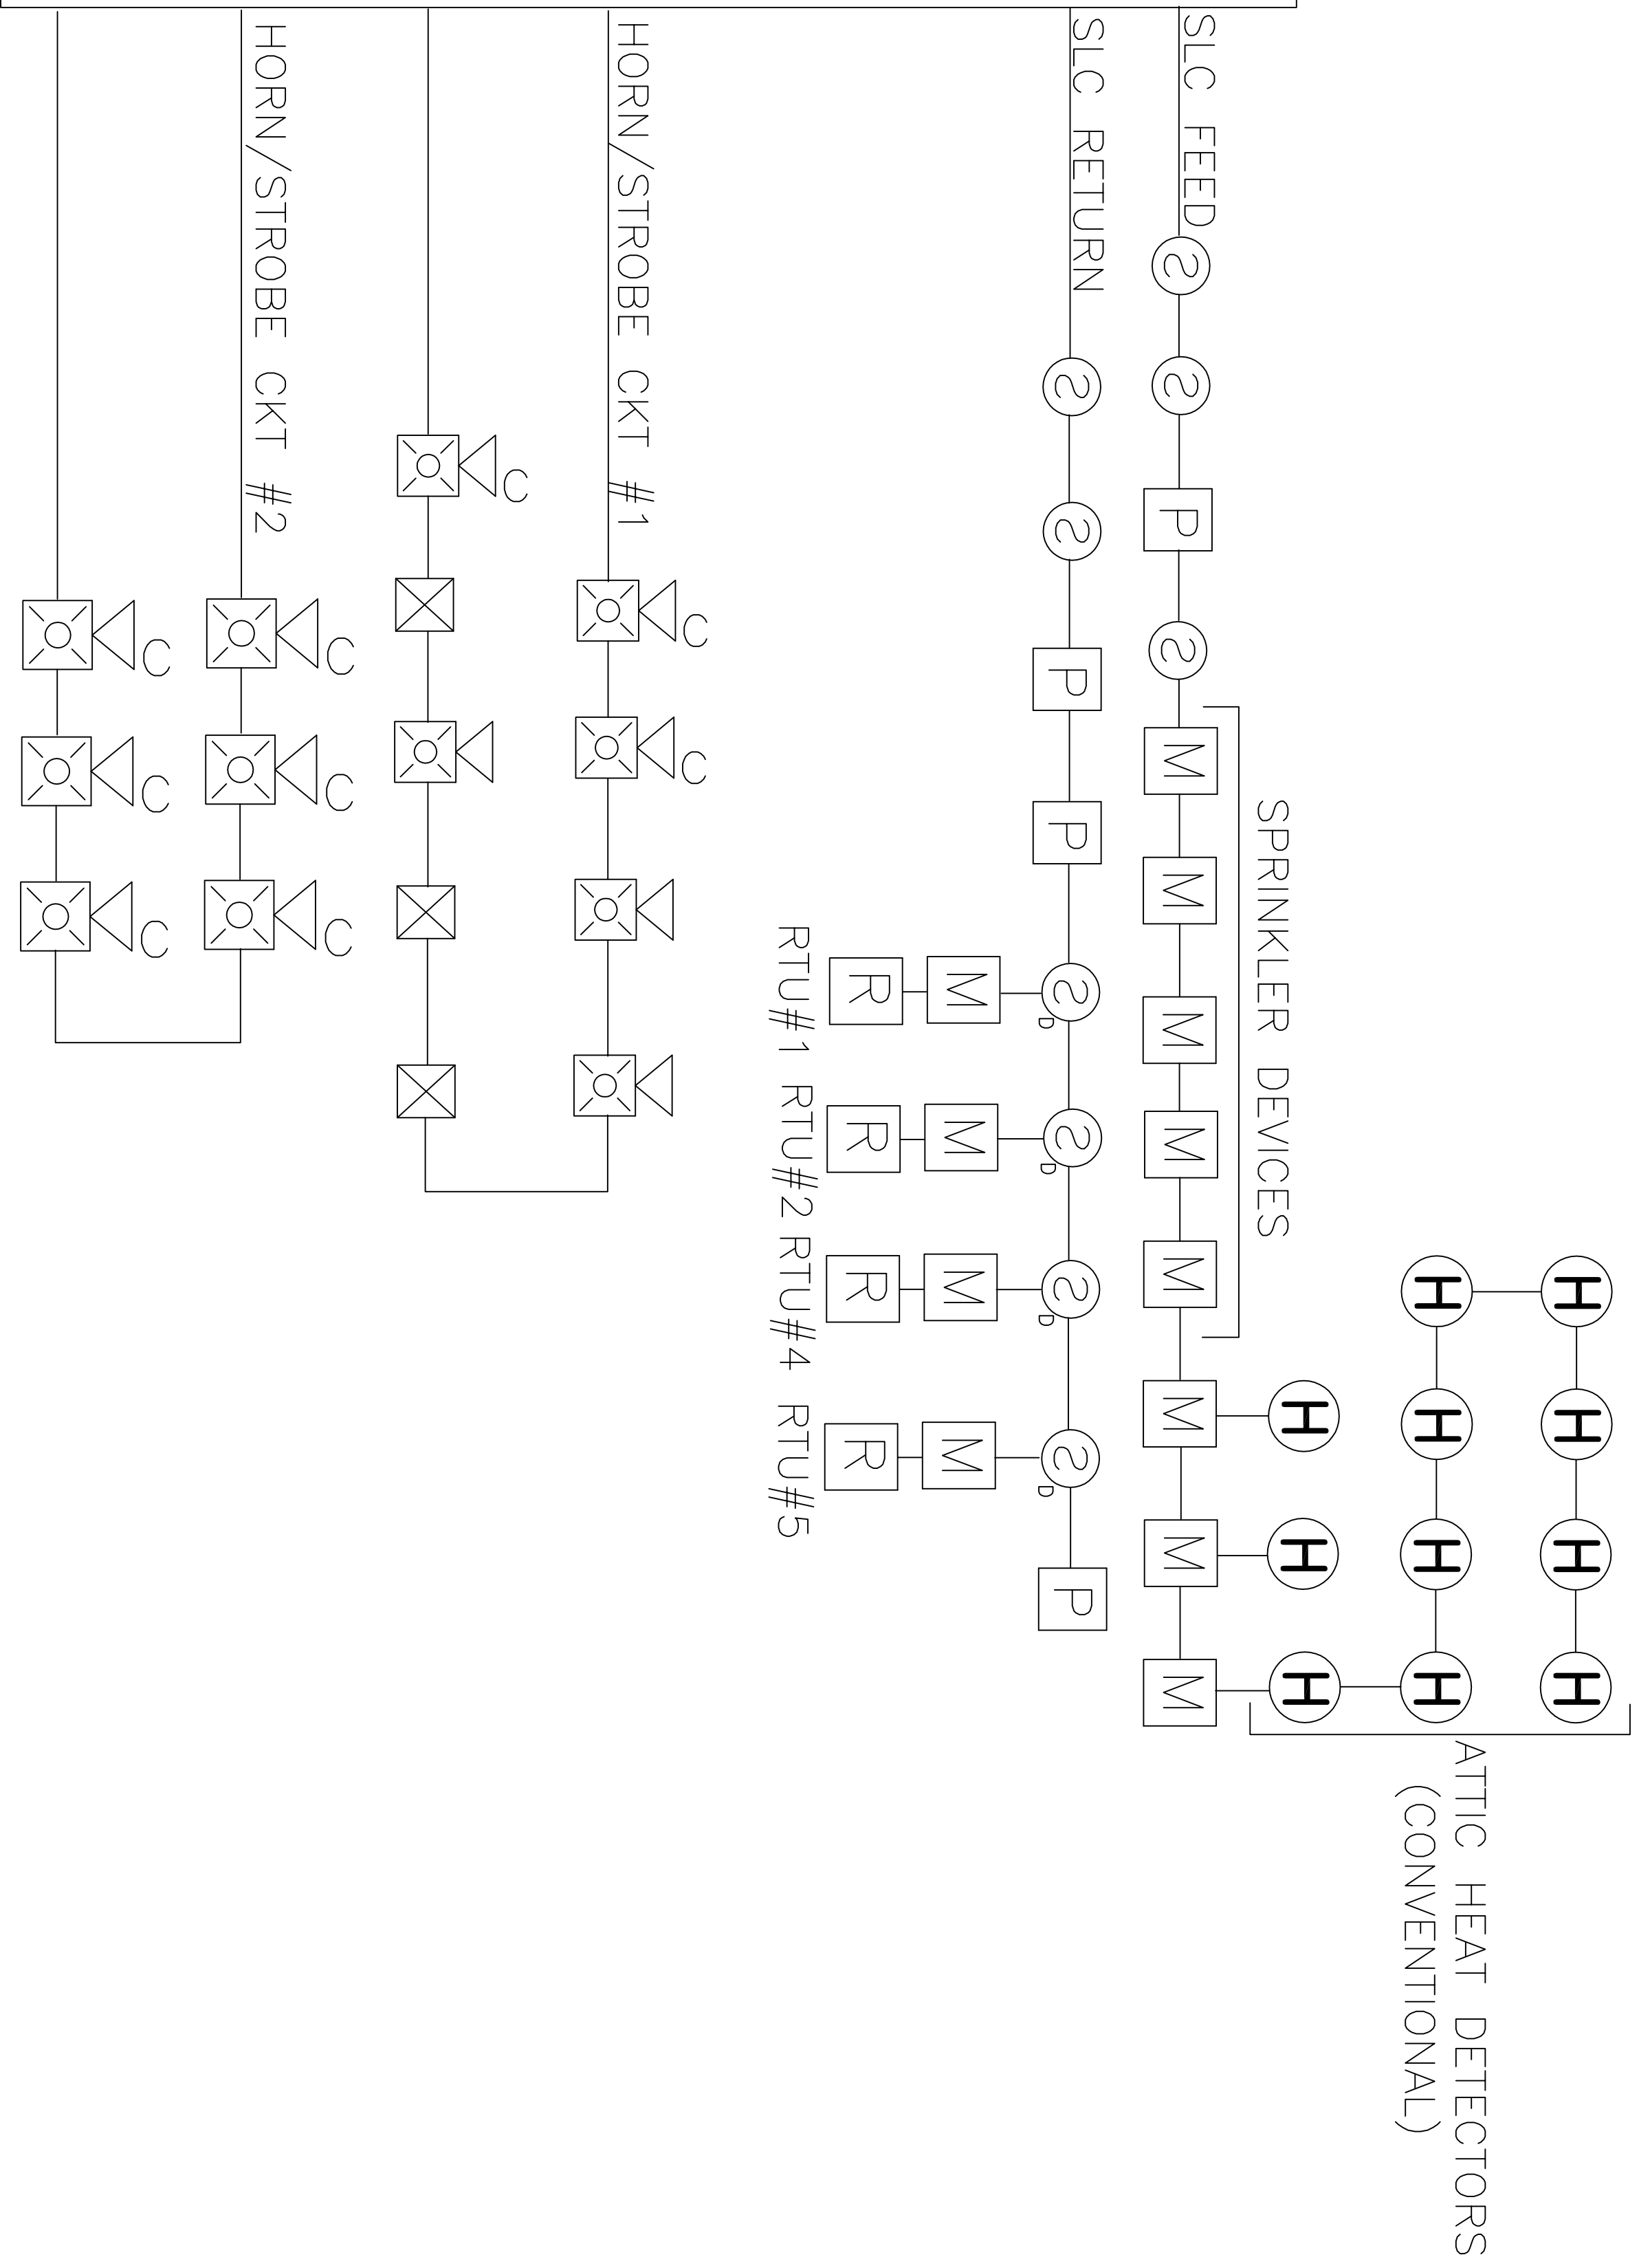 H H H H
ATTIC HEAT DETECTORS
H H H H
(CONVENTIONAL)
H H H
SPRINKLER DEVICES
SLC FEED
S S P S M M M M M M M M
SLC RETURN
S S P P S S S S P
D D D D
M M M M
R R R R
RTU#1 RTU#2 RTU#4 RTU#5
C C
HORN/STROBE CKT #1
C
C C C
HORN/STROBE CKT #2
C C C